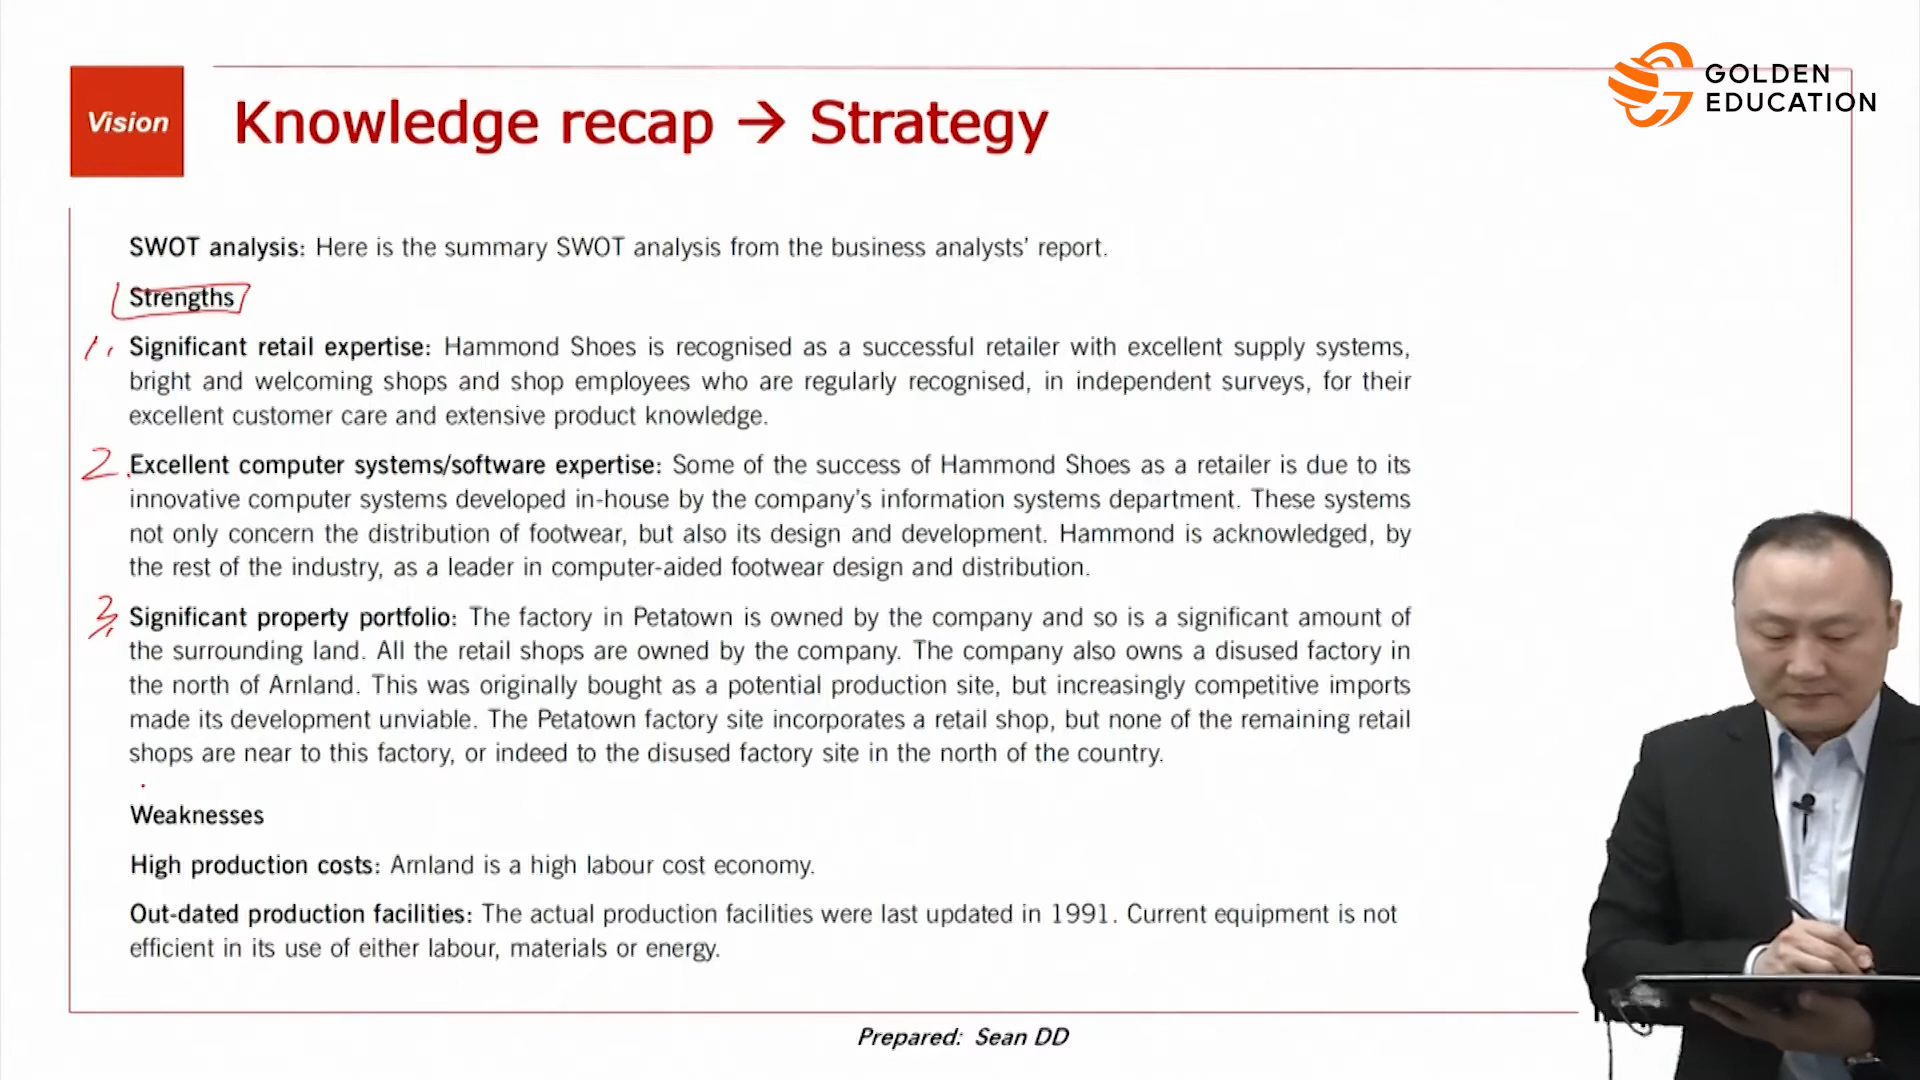 Vision
Knowledge recap → Strategy
GOLDEN
EDUCATION
SWOT analysis: Here is the summary SWOT analysis from the business analysts' report.
Strengths
1. Significant retail expertise: Hammond Shoes is recognised as a successful retailer with excellent supply systems,
bright and welcoming shops and shop employees who are regularly recognised, in independent surveys, for their
excellent customer care and extensive product knowledge.
2. Excellent computer systems/software expertise: Some of the success of Hammond Shoes as a retailer is due to its
innovative computer systems developed in-house by the company's information systems department. These systems
not only concern the distribution of footwear, but also its design and development. Hammond is acknowledged, by
the rest of the industry, as a leader in computer-aided footwear design and distribution.
3. Significant property portfolio: The factory in Petatown is owned by the company and so is a significant amount of
the surrounding land. All the retail shops are owned by the company. The company also owns a disused factory in
the north of Arnland. This was originally bought as a potential production site, but increasingly competitive imports
made its development unviable. The Petatown factory site incorporates a retail shop, but none of the remaining retail
shops are near to this factory, or indeed to the disused factory site in the north of the country.
Weaknesses
High production costs: Arnland is a high labour cost economy.
Out-dated production facilities: The actual production facilities were last updated in 1991. Current equipment is not
efficient in its use of either labour, materials or energy.
Prepared: Sean DD